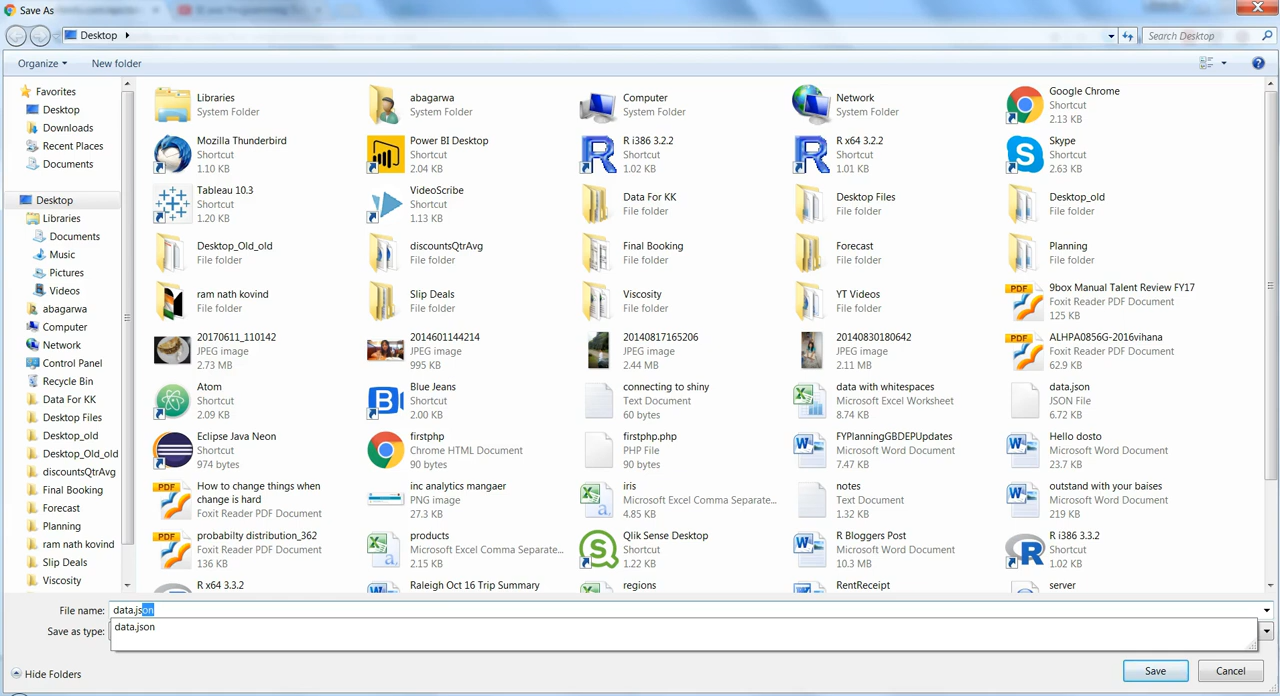 Save As
Desktop
Search Desktop
Organize
New folder
Favorites
Desktop
Downloads
Recent Places
Documents
Desktop
Libraries
Documents
Music
Pictures
Videos
abagarwa
Computer
Network
Control Panel
Recycle Bin
Data For KK
Desktop Files
Desktop_old
Desktop_Old_old
discountsQtrAvg
Final Booking
Forecast
Planning
ram nath kovind
Slip Deals
Viscosity
Libraries
System Folder
abagarwa
System Folder
Computer
System Folder
Network
System Folder
Google Chrome
Shortcut
2.13 KB
Mozilla Thunderbird
Shortcut
1.10 KB
Power BI Desktop
Shortcut
2.04 KB
R i386 3.2.2
Shortcut
1.02 KB
R x64 3.2.2
Shortcut
1.01 KB
Skype
Shortcut
2.63 KB
Tableau 10.3
Shortcut
1.20 KB
VideoScribe
Shortcut
1.13 KB
Data For KK
File folder
Desktop Files
File folder
Desktop_old
File folder
Desktop_Old_old
File folder
discountsQtrAvg
File folder
Final Booking
File folder
Forecast
File folder
Planning
File folder
ram nath kovind
File folder
Slip Deals
File folder
Viscosity
File folder
YT Videos
File folder
PDF
9box Manual Talent Review FY17
Foxit Reader PDF Document
125 KB
20170611_110142
JPEG image
2.73 MB
2014601144214
JPEG image
995 KB
20140817165206
JPEG image
2.44 MB
20140830180642
JPEG image
2.11 MB
PDF
ALHPA0856G-2016vihana
Foxit Reader PDF Document
62.9 KB
Atom
Shortcut
2.09 KB
Blue Jeans
Shortcut
2.00 KB
connecting to shiny
Text Document
60 bytes
data with whitespaces
Microsoft Excel Worksheet
8.74 KB
data.json
JSON File
6.72 KB
Eclipse Java Neon
Shortcut
974 bytes
firstphp
Chrome HTML Document
90 bytes
firstphp.php
PHP File
90 bytes
FYPlanningGBDEPUpdates
Microsoft Word Document
7.47 KB
Hello dosto
Microsoft Word Document
23.7 KB
PDF
How to change things when
change is hard
Foxit Reader PDF Document
inc analytics mangaer
PNG image
27.3 KB
iris
Microsoft Excel Comma Separate...
4.85 KB
notes
Text Document
1.32 KB
outstand with your baises
Microsoft Word Document
219 KB
PDF
probabilty distribution_362
Foxit Reader PDF Document
136 KB
products
Microsoft Excel Comma Separate...
2.15 KB
Qlik Sense Desktop
Shortcut
1.22 KB
R Bloggers Post
Microsoft Word Document
10.3 MB
R i386 3.3.2
Shortcut
1.02 KB
R x64 3.3.2
Raleigh Oct 16 Trip Summary
regions
RentReceipt
server
File name: data.json
data.json
Save as type:
Hide Folders
Save
Cancel